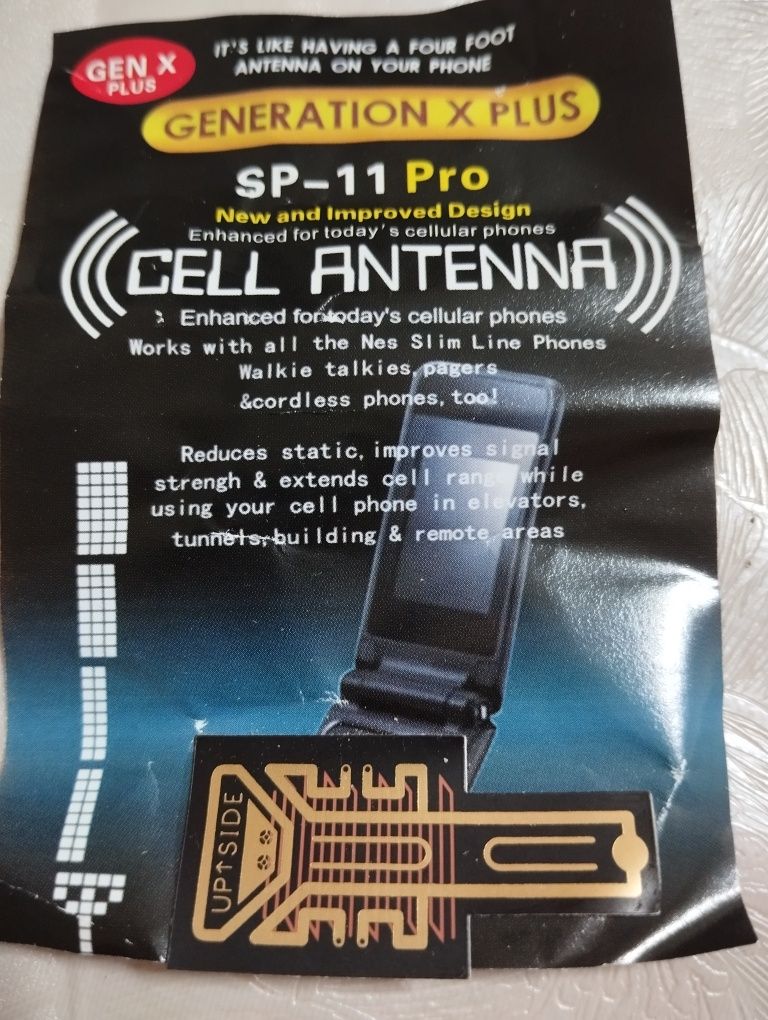 IT'S LIKE HAVING A FOUR FOOT
ANTENNA ON YOUR PHONE
GEN X
PLUS
GENERATION X PLUS
SP-11 Pro
New and Improved Design
Enhanced for today's cellular phones
CELL ANTENNA
Enhanced for today's cellular phones
Works with all the Nes Slim Line Phones
Walkie talkies, pagers
&cordless phones, too!
Reduces static, improves signal
strengh & extends cell range while
using your cell phone in elevators,
tunnels, building & remote areas
UP↑SIDE